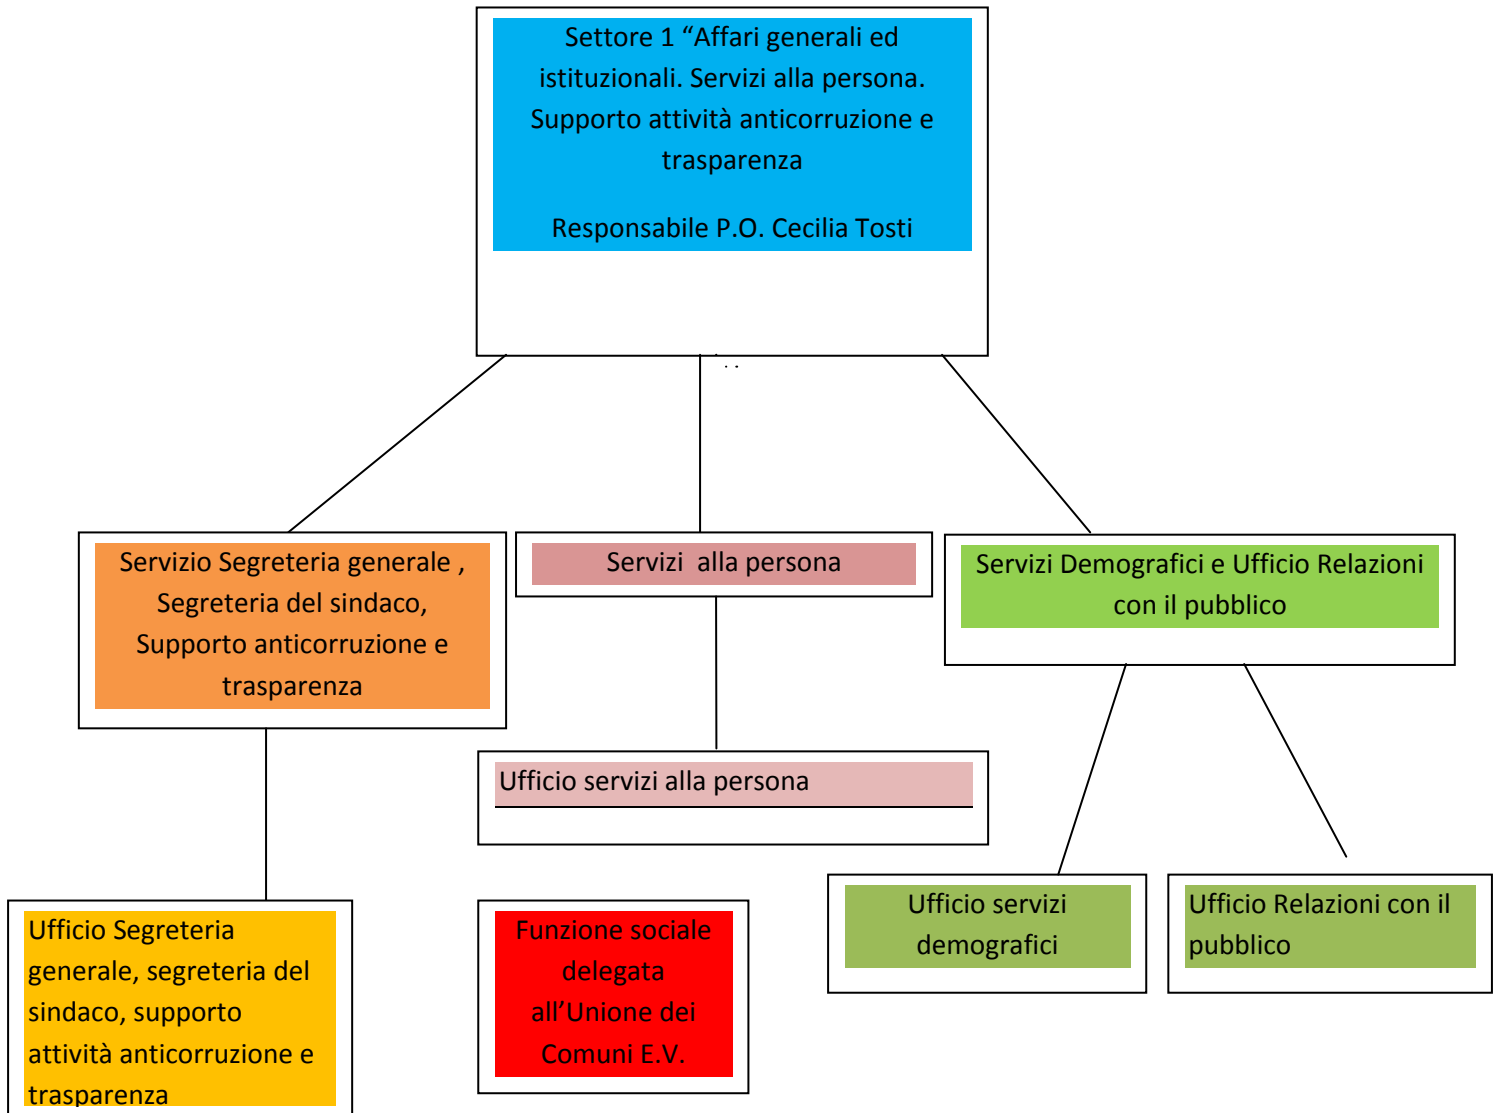 Settore 1 “Affari generali ed
istituzionali. Servizi alla persona.
Supporto attività anticorruzione e
trasparenza
Responsabile P.O. Cecilia Tosti
Servizio Segreteria generale ,
Segreteria del sindaco,
Supporto anticorruzione e
trasparenza
Servizi  alla persona
Servizi Demografici e Ufficio Relazioni
con il pubblico
Ufficio servizi alla persona
Ufficio Segreteria
generale, segreteria del
sindaco, supporto
attività anticorruzione e
trasparenza
Funzione sociale
delegata
all’Unione dei
Comuni E.V.
Ufficio servizi
demografici
Ufficio Relazioni con il
pubblico